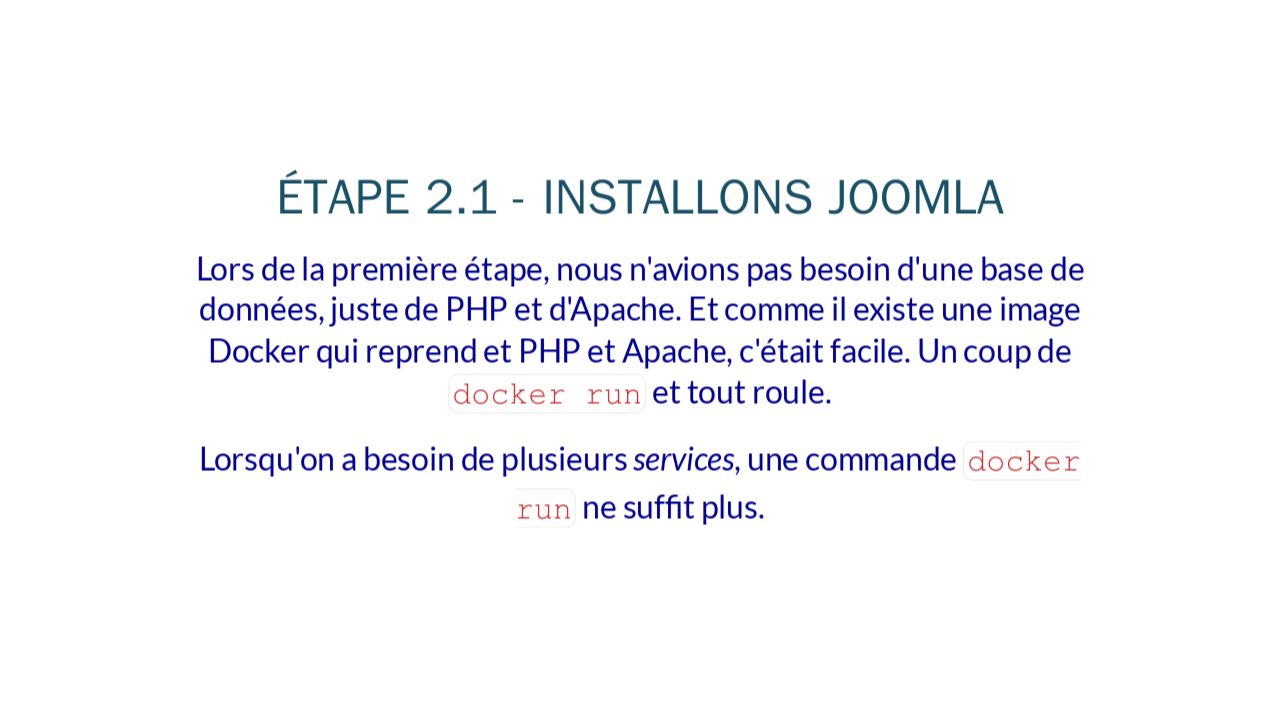 ÉTAPE 2.1 - INSTALLONS JOOMLA
Lors de la première étape, nous n'avions pas besoin d'une base de
données, juste de PHP et d'Apache. Et comme il existe une image
Docker qui reprend et PHP et Apache, c'était facile. Un coup de
docker run et tout roule.
Lorsqu'on a besoin de plusieurs services, une commande docker
run ne suffit plus.